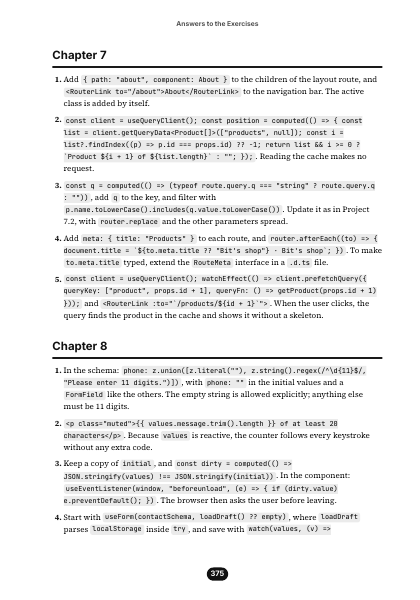 Answers to the Exercises
Chapter 7
1. Add { path: "about", component: About } to the children of the layout route, and
<RouterLink to="/about">About</RouterLink> to the navigation bar. The active
class is added by itself.
2. const client = useQueryClient(); const position = computed(() => { const
list = client.getQueryData<Product[]>(["products", null]); const i =
list?.findIndex((p) => p.id === props.id) ?? -1; return list && i >= 0 ?
`Product ${i + 1} of ${list.length}` : ""; });. Reading the cache makes no
request.
3. const q = computed(() => (typeof route.query.q === "string" ? route.query.q
: "")), add q to the key, and filter with
p.name.toLowerCase().includes(q.value.toLowerCase()). Update it as in Project
7.2, with router.replace and the other parameters spread.
4. Add meta: { title: "Products" } to each route, and router.afterEach((to) => {
document.title = `${to.meta.title ?? "Bit's shop"} · Bit's shop`; }). To make
to.meta.title typed, extend the RouteMeta interface in a .d.ts file.
5. const client = useQueryClient(); watchEffect(() => client.prefetchQuery({
queryKey: ["product", props.id + 1], queryFn: () => getProduct(props.id + 1)
})); and <RouterLink :to="`/products/${id + 1}`">. When the user clicks, the
query finds the product in the cache and shows it without a skeleton.
Chapter 8
1. In the schema: phone: z.union([z.literal(""), z.string().regex(/^\d{11}$/,
"Please enter 11 digits.")]), with phone: "" in the initial values and a
FormField like the others. The empty string is allowed explicitly; anything else
must be 11 digits.
2. <p class="muted">{{ values.message.trim().length }} of at least 20
characters</p>. Because values is reactive, the counter follows every keystroke
without any extra code.
3. Keep a copy of initial, and const dirty = computed(() =>
JSON.stringify(values) !== JSON.stringify(initial)). In the component:
useEventListener(window, "beforeunload", (e) => { if (dirty.value)
e.preventDefault(); }). The browser then asks the user before leaving.
4. Start with useForm(contactSchema, loadDraft() ?? empty), where loadDraft
parses localStorage inside try, and save with watch(values, (v) =>
375